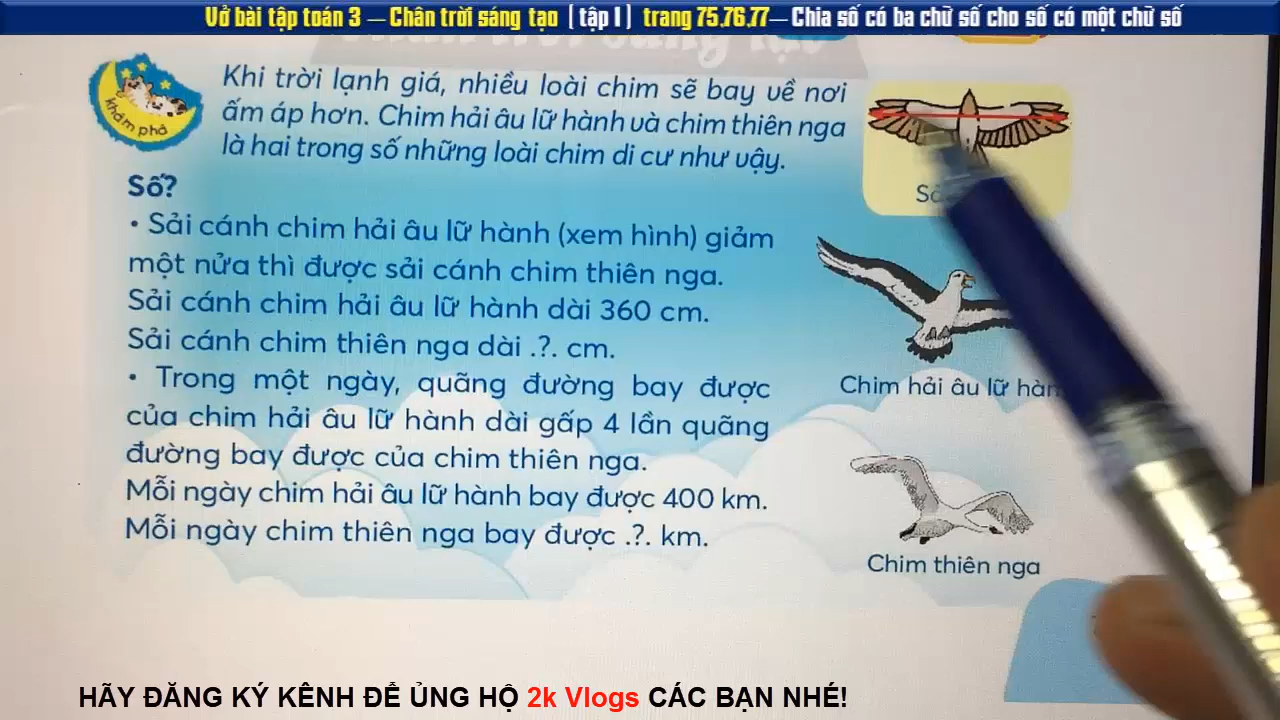 Vở bài tập toán 3 – Chân trời sáng tạo (tập 1) trang 75,76,77– Chia số có ba chữ số cho số có một chữ số
khám phá
Khi trời lạnh giá, nhiều loài chim sẽ bay về nơi
ấm áp hơn. Chim hải âu lữ hành và chim thiên nga
là hai trong số những loài chim di cư như vậy.
Số?
• Sải cánh chim hải âu lữ hành (xem hình) giảm
một nửa thì được sải cánh chim thiên nga.
Sải cánh chim hải âu lữ hành dài 360 cm.
Sải cánh chim thiên nga dài .?. cm.
• Trong một ngày, quãng đường bay được
của chim hải âu lữ hành dài gấp 4 lần quãng
đường bay được của chim thiên nga.
Mỗi ngày chim hải âu lữ hành bay được 400 km.
Mỗi ngày chim thiên nga bay được .?. km.
Chim hải âu lữ
Chim thiên nga
HÃY ĐĂNG KÝ KÊNH ĐỂ ỦNG HỘ 2k Vlogs CÁC BẠN NHÉ!